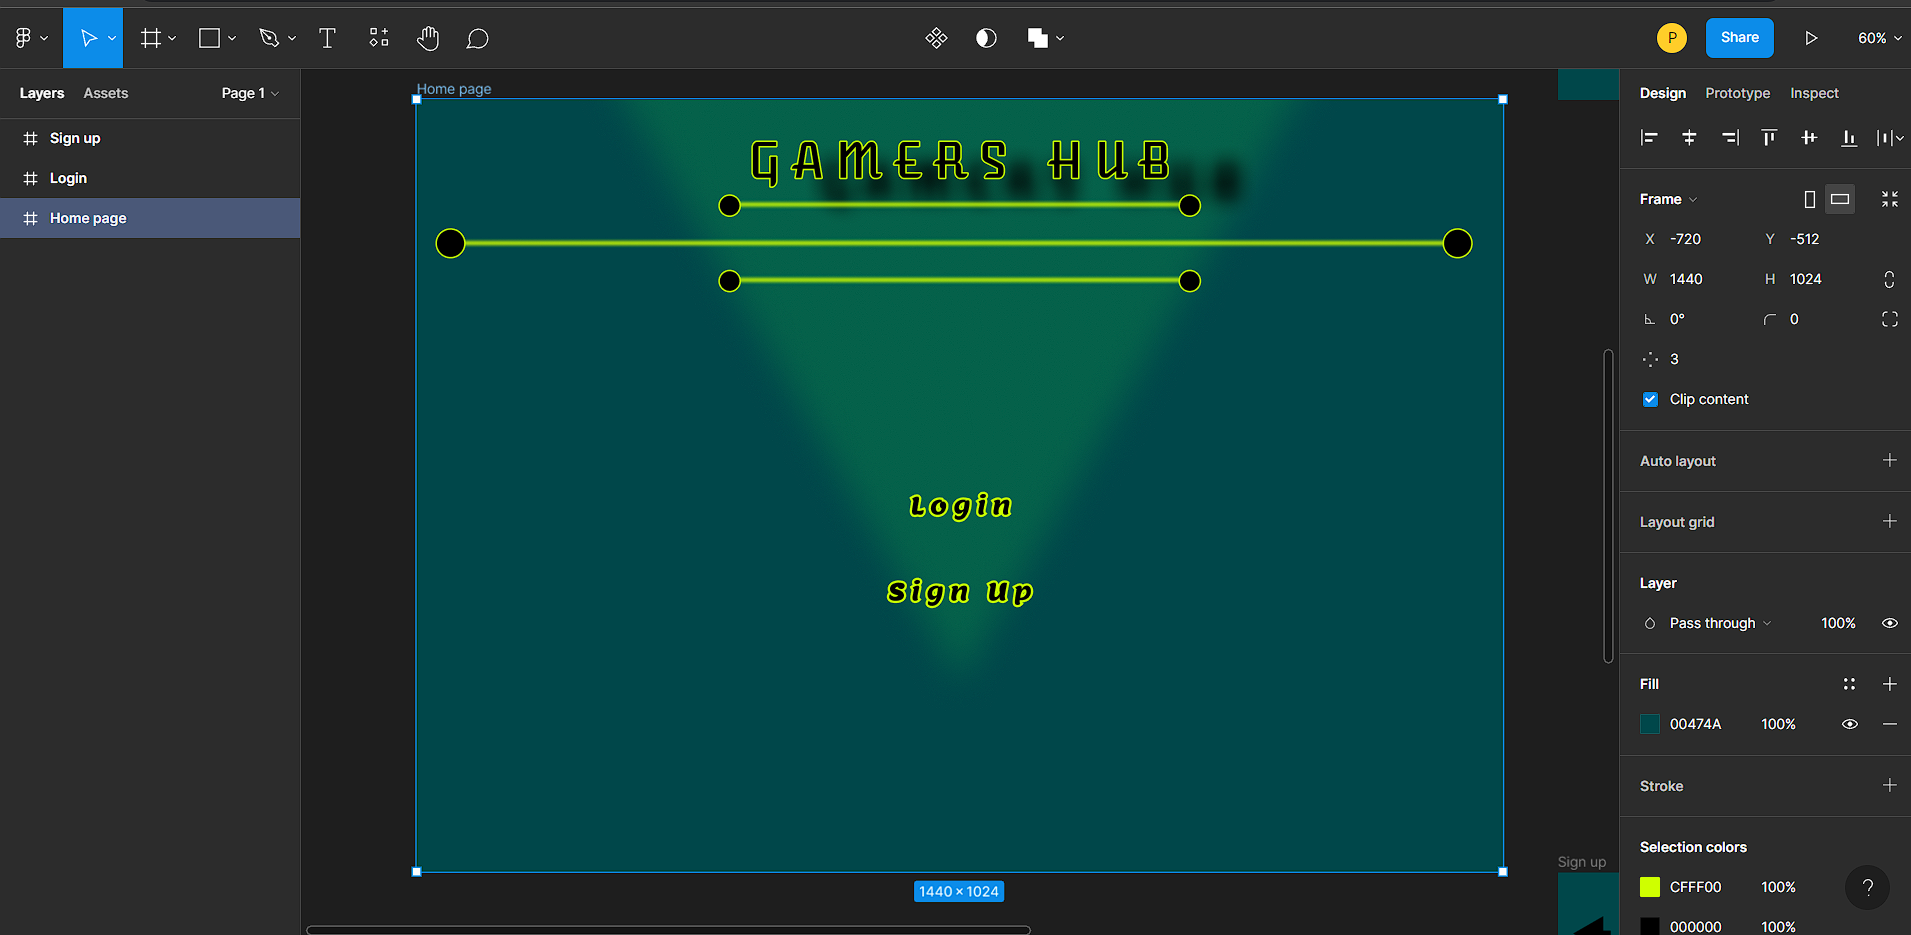 P
Share
60%
Layers
Assets
Page 1
Sign up
Login
Home page
Home page
GAMERS HUB
Login
Sign Up
1440 × 1024
Sign up
Design
Prototype
Inspect
Frame
X -720
Y -512
W 1440
H 1024
0°
0
3
Clip content
Auto layout
Layout grid
Layer
Pass through
100%
Fill
00474A
100%
Stroke
Selection colors
CFFF00
100%
?
000000
100%